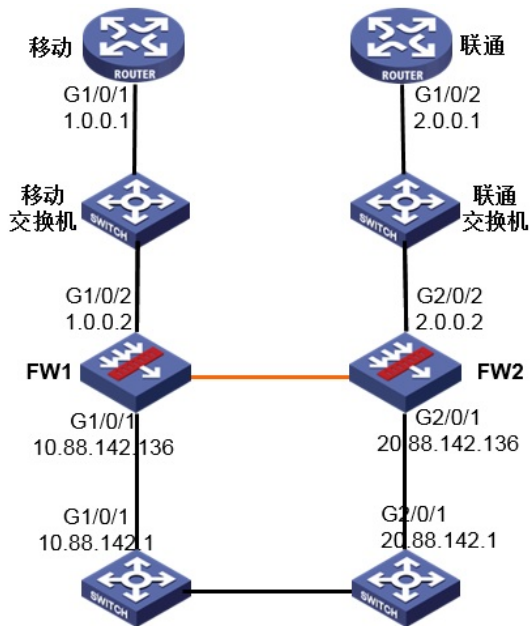 移动
ROUTER
联通
ROUTER
G1/0/1
1.0.0.1
G1/0/2
2.0.0.1
移动
交换机
SWITCH
联通
交换机
SWITCH
G1/0/2
1.0.0.2
G2/0/2
2.0.0.2
FW1
FW2
G1/0/1
10.88.142.136
G2/0/1
20.88.142.136
G1/0/1
10.88.142.1
G2/0/1
20.88.142.1
SWITCH
SWITCH